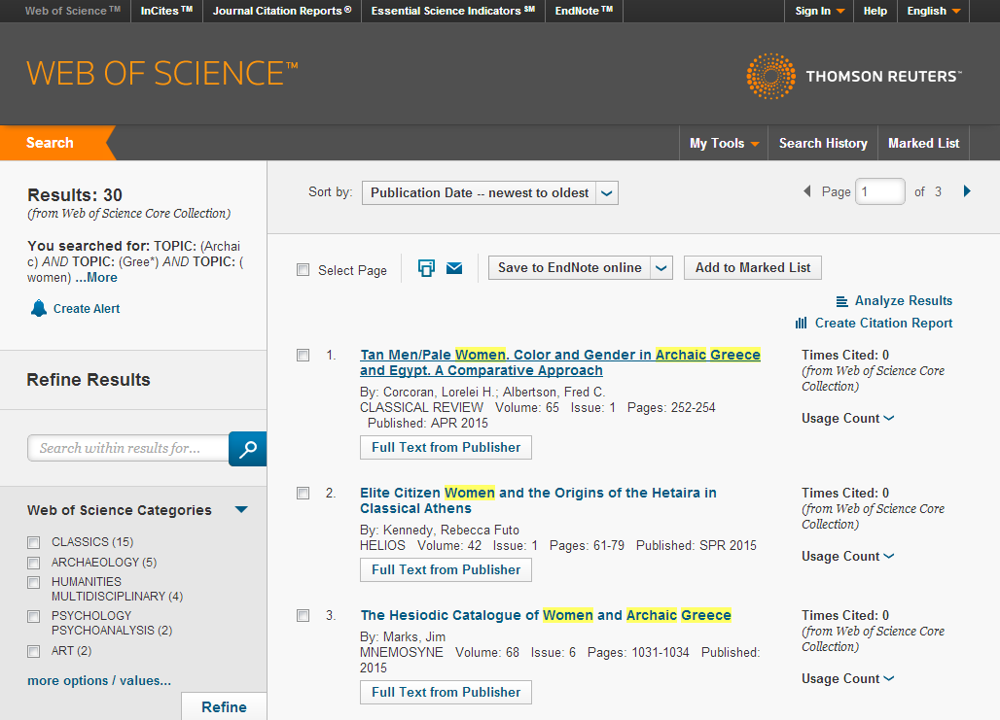 Web of Science™ InCites™ Journal Citation Reports® Essential Science Indicators℠ EndNote™ Sign In Help English
WEB OF SCIENCE™
THOMSON REUTERS™
Search My Tools Search History Marked List
Results: 30
(from Web of Science Core Collection)
You searched for: TOPIC: (Archai
c) AND TOPIC: (Gree*) AND TOPIC: (
women) ...More
Create Alert
Refine Results
Search within results for...
Web of Science Categories
CLASSICS (15)
ARCHAEOLOGY (5)
HUMANITIES
MULTIDISCIPLINARY (4)
PSYCHOLOGY
PSYCHOANALYSIS (2)
ART (2)
more options / values...
Refine
Sort by: Publication Date -- newest to oldest
Page 1 of 3
Select Page
Save to EndNote online
Add to Marked List
Analyze Results
Create Citation Report
1. Tan Men/Pale Women. Color and Gender in Archaic Greece
and Egypt. A Comparative Approach
By: Corcoran, Lorelei H.; Albertson, Fred C.
CLASSICAL REVIEW Volume: 65 Issue: 1 Pages: 252-254
Published: APR 2015
Full Text from Publisher
Times Cited: 0
(from Web of Science Core
Collection)
Usage Count
2. Elite Citizen Women and the Origins of the Hetaira in
Classical Athens
By: Kennedy, Rebecca Futo
HELIOS Volume: 42 Issue: 1 Pages: 61-79 Published: SPR 2015
Full Text from Publisher
Times Cited: 0
(from Web of Science Core
Collection)
Usage Count
3. The Hesiodic Catalogue of Women and Archaic Greece
By: Marks, Jim
MNEMOSYNE Volume: 68 Issue: 6 Pages: 1031-1034 Published:
2015
Full Text from Publisher
Times Cited: 0
(from Web of Science Core
Collection)
Usage Count